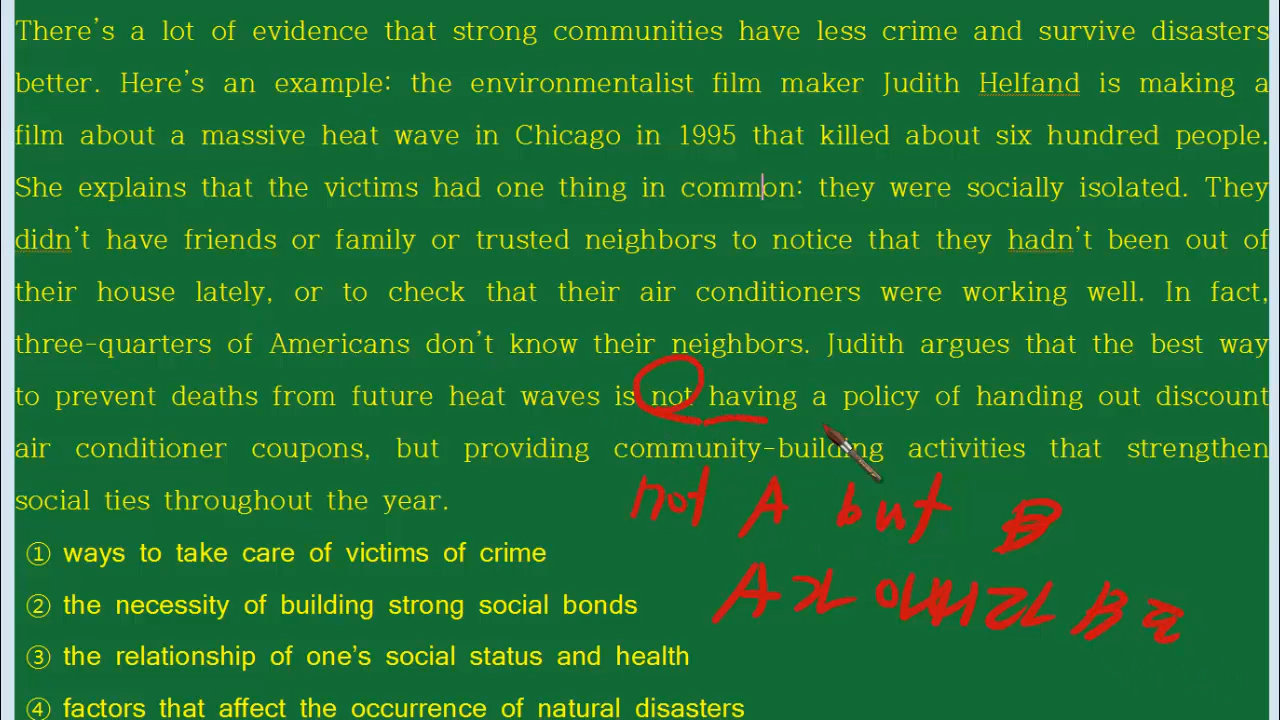 There's a lot of evidence that strong communities have less crime and survive disasters
better. Here's an example: the environmentalist film maker Judith Helfand is making a
film about a massive heat wave in Chicago in 1995 that killed about six hundred people.
She explains that the victims had one thing in common: they were socially isolated. They
didn't have friends or family or trusted neighbors to notice that they hadn't been out of
their house lately, or to check that their air conditioners were working well. In fact,
three-quarters of Americans don't know their neighbors. Judith argues that the best way
to prevent deaths from future heat waves is not having a policy of handing out discount
air conditioner coupons, but providing community-building activities that strengthen
social ties throughout the year.
not A but B
① ways to take care of victims of crime
② the necessity of building strong social bonds
A가 아니라 B로
③ the relationship of one's social status and health
④ factors that affect the occurrence of natural disasters